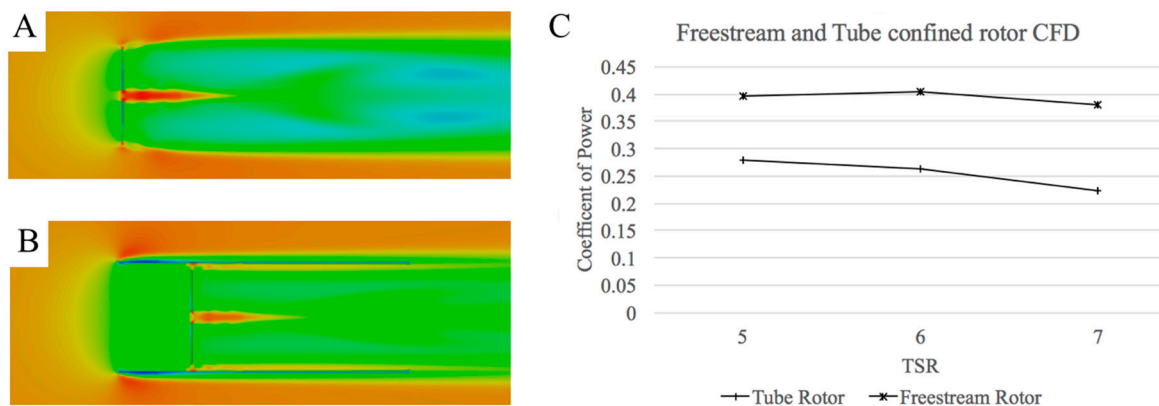 A
B
C
Freestream and Tube confined rotor CFD
Coefficent of Power
0.45
0.4
0.35
0.3
0.25
0.2
0.15
0.1
0.05
0
5 6 7
TSR
Tube Rotor Freestream Rotor